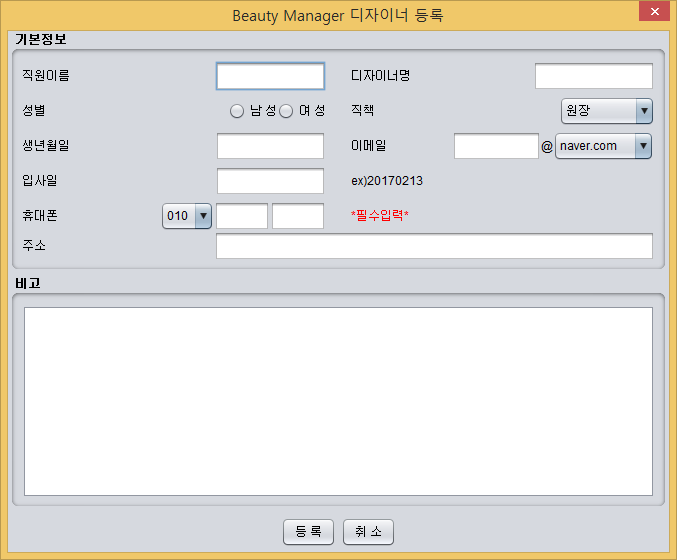 Beauty Manager 디자이너 등록
기본정보
직원이름 디자이너명
성별 남 성 여 성 직책 원장
생년월일 이메일 @ naver.com
입사일 ex)20170213
휴대폰 010 *필수입력*
주소
비고
등 록 취 소